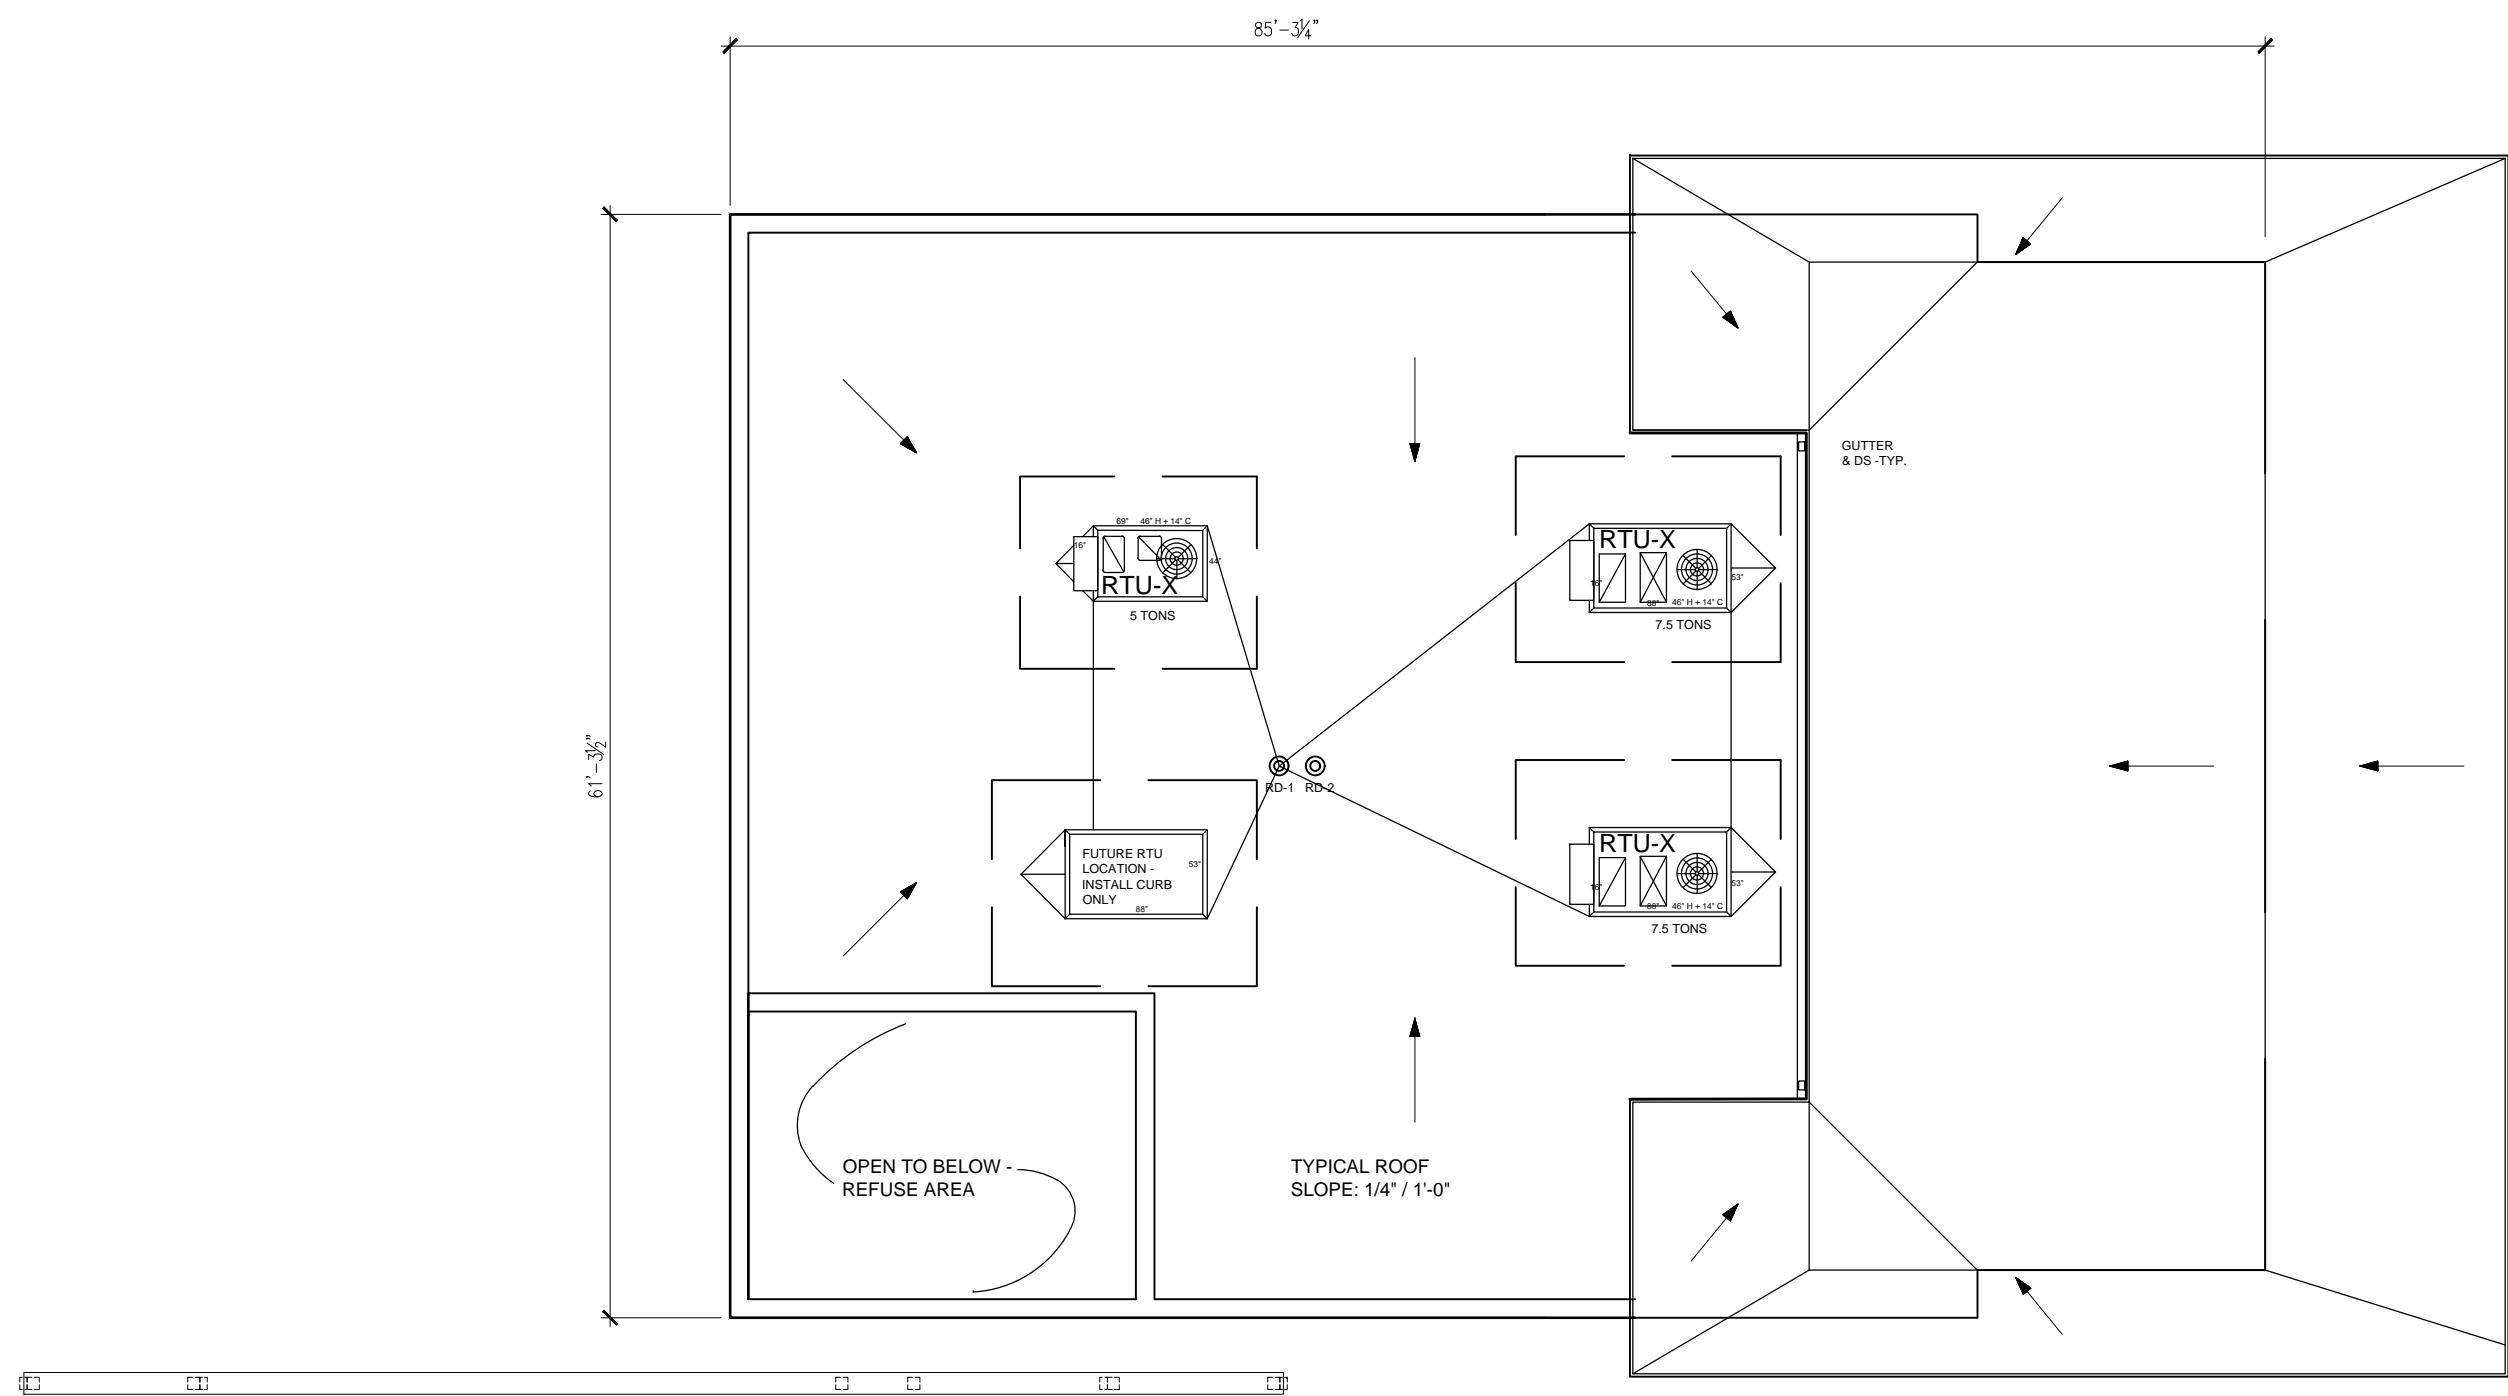 85'-3¼"
61'-3½"
GUTTER
& DS -TYP.
69"
46" H + 14" C
16"
44"
RTU-X
5 TONS
RTU-X
16"
53"
88"
46" H + 14" C
7.5 TONS
RD-1
RD-2
FUTURE RTU
LOCATION -
INSTALL CURB
ONLY
53"
88"
RTU-X
16"
53"
88"
46" H + 14" C
7.5 TONS
OPEN TO BELOW -
REFUSE AREA
TYPICAL ROOF
SLOPE: 1/4" / 1'-0"